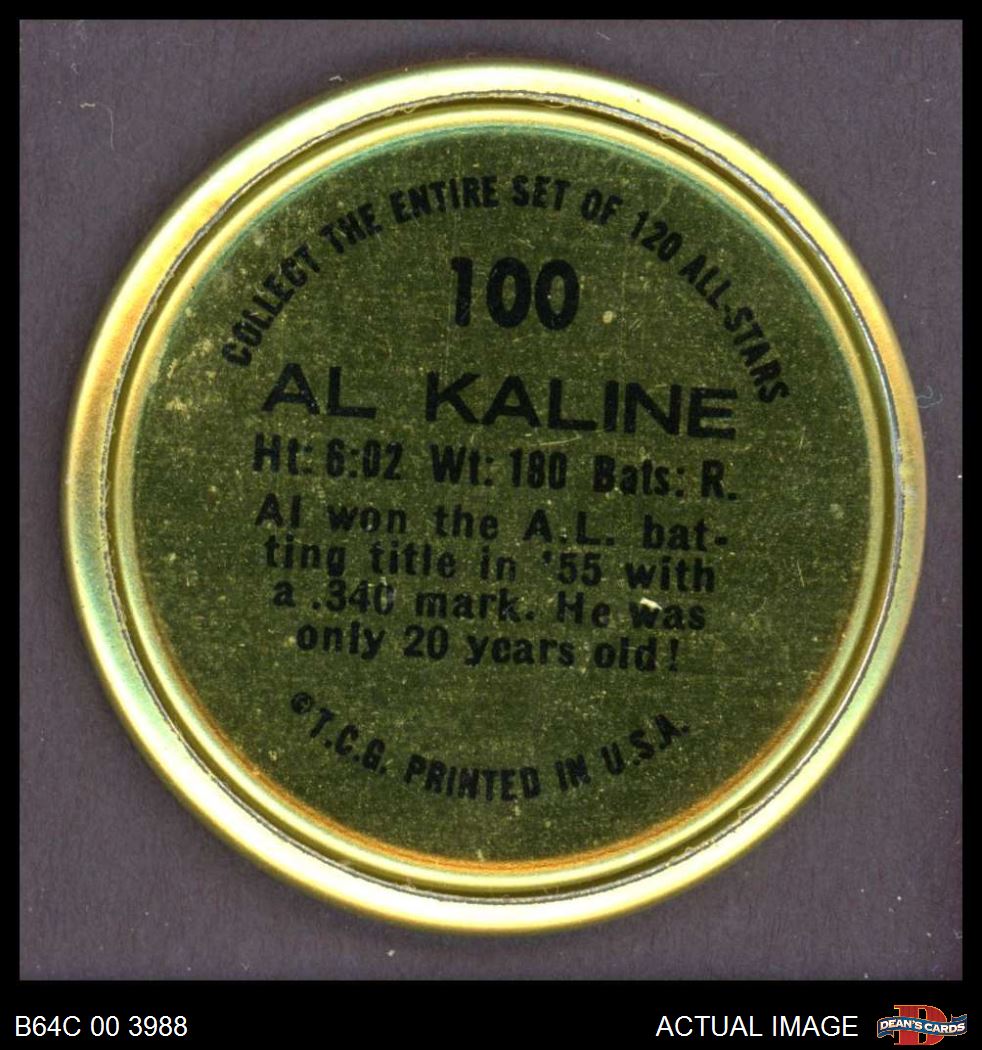 COLLECT THE ENTIRE SET OF 120 ALL-STARS
100
AL KALINE
Ht: 6:02 Wt: 180 Bats: R.
Al won the A.L. bat-
ting title in '55 with
a .340 mark. He was
only 20 years old!
©T.C.G. PRINTED IN U.S.A.
B64C 00 3988
ACTUAL IMAGE
D
DEAN'S CARDS